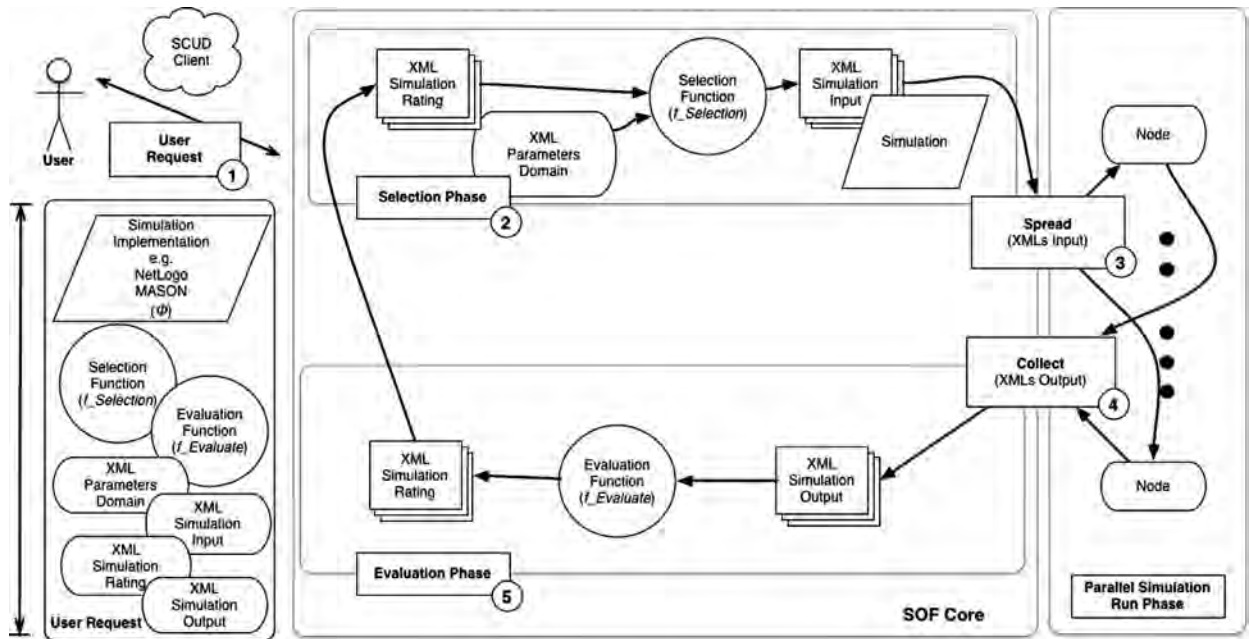 SCUD
Client
User
User
Request
1
Simulation
Implementation
e.g.
NetLogo
MASON
(Φ)
Selection
Function
(f_Selection)
Evaluation
Function
(f_Evaluate)
XML
Parameters
Domain
XML
Simulation
Input
XML
Simulation
Rating
XML
Simulation
Output
User Request
XML
Simulation
Rating
XML
Parameters
Domain
Selection
Function
(f_Selection)
XML
Simulation
Input
Simulation
Selection Phase
2
Spread
(XMLs Input)
3
Node
Node
Collect
(XMLs Output)
4
XML
Simulation
Output
Evaluation
Function
(f_Evaluate)
XML
Simulation
Rating
Evaluation Phase
5
SOF Core
Parallel Simulation
Run Phase